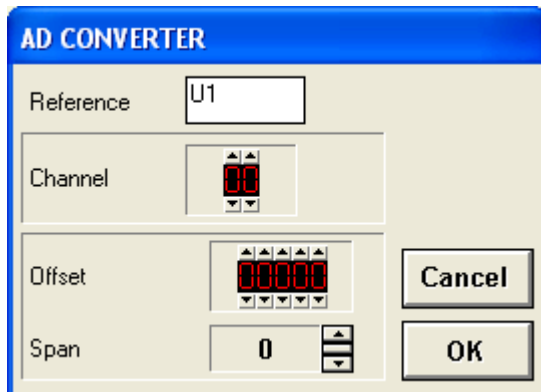 AD CONVERTER
Reference U1
Channel 00
Offset 00000
Cancel
Span 0
OK